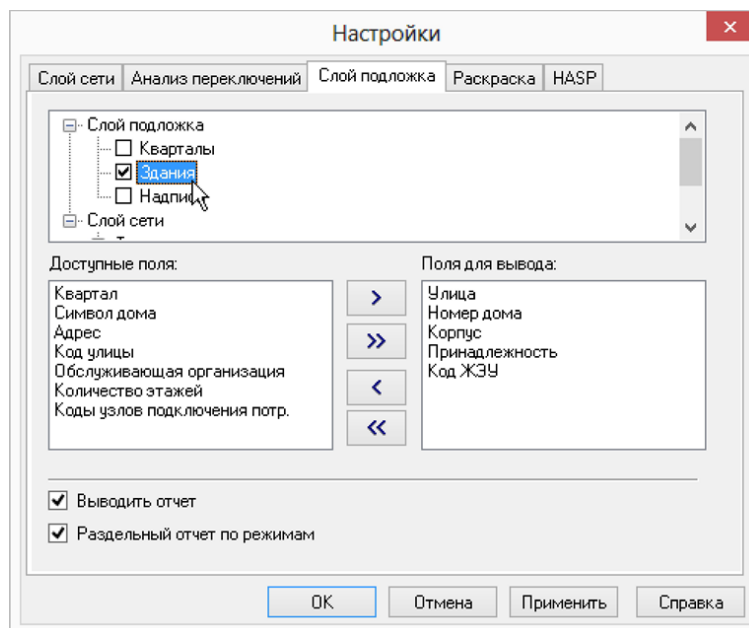 Настройки
Слой сети Анализ переключений Слой подложка Раскраска HASP
Слой подложка
Кварталы
Здания
Слой сети
Доступные поля:
Квартал
Символ дома
Адрес
Код улицы
Обслуживающая организация
Количество этажей
Коды узлов подключения потр.
>
>>
<
<<
Поля для вывода:
Улица
Номер дома
Корпус
Принадлежность
Код ЖЭУ
Выводить отчет
Раздельный отчет по режимам
OK Отмена Применить Справка